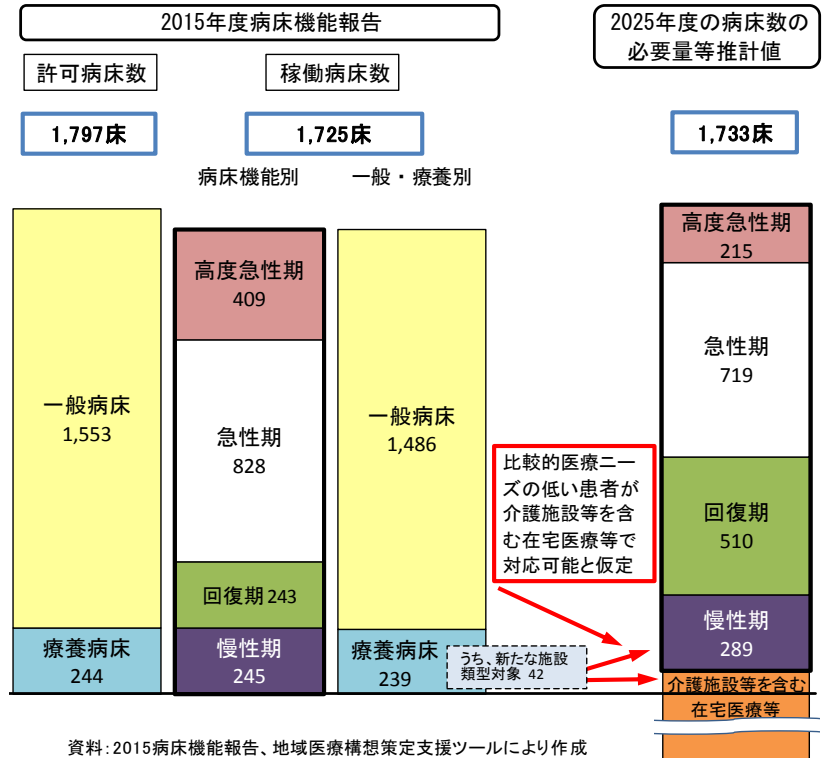 2015年度病床機能報告
2025年度の病床数の
必要量等推計値
許可病床数
稼働病床数
1,797床
1,725床
1,733床
病床機能別
一般・療養別
一般病床
1,553
療養病床
244
高度急性期
409
急性期
828
回復期 243
慢性期
245
一般病床
1,486
療養病床
239
うち、新たな施設
類型対象 42
比較的医療ニー
ズの低い患者が
介護施設等を含
む在宅医療等で
対応可能と仮定
高度急性期
215
急性期
719
回復期
510
慢性期
289
介護施設等を含む
在宅医療等
資料：2015病床機能報告、地域医療構想策定支援ツールにより作成